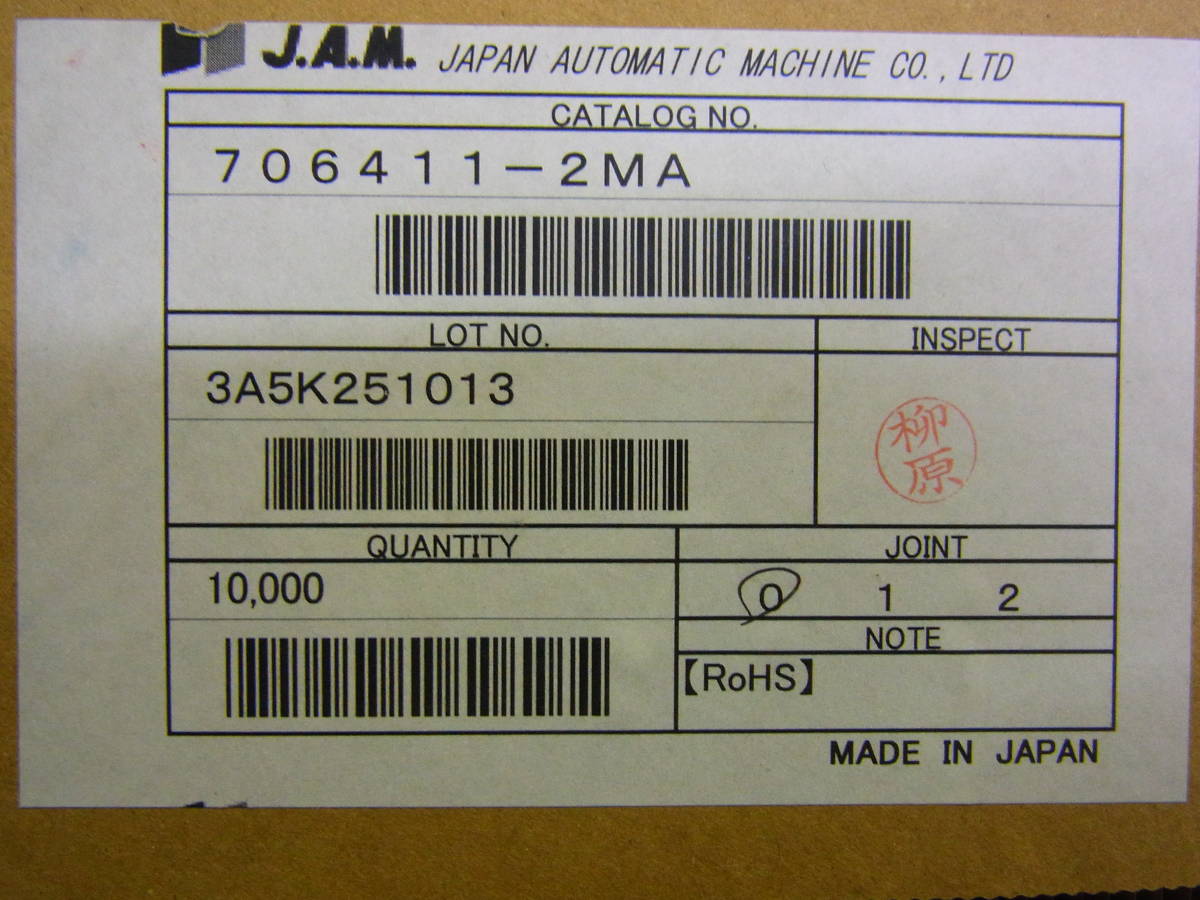 J.A.M. JAPAN AUTOMATIC MACHINE CO.,LTD
CATALOG NO.
706411-2MA
LOT NO.
INSPECT
3A5K251013
柳原
QUANTITY
JOINT
10,000
0 1 2
NOTE
【RoHS】
MADE IN JAPAN